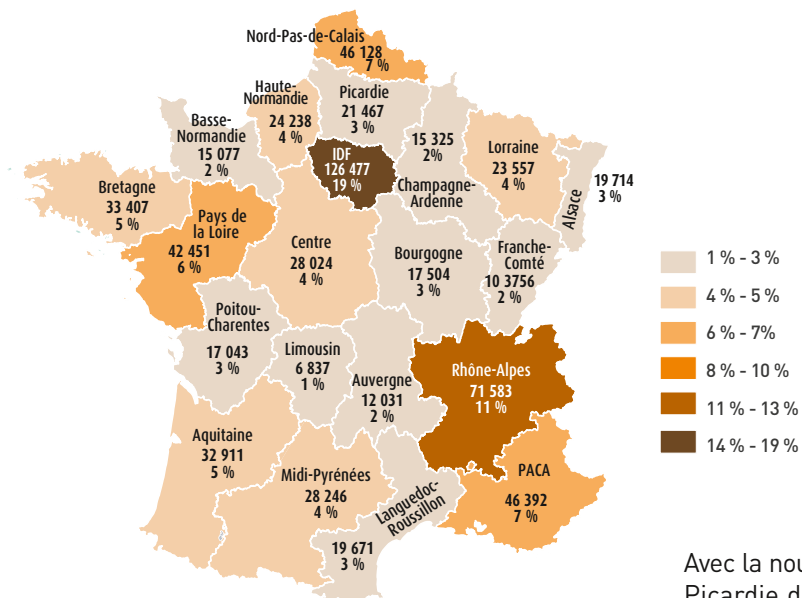 Nord-Pas-de-Calais
46 128
7 %
Haute-
Normandie
24 238
4 %
Picardie
21 467
3 %
Basse-
Normandie
15 077
2 %
IDF
126 477
19 %
15 325
2%
Champagne-
Ardenne
Lorraine
23 557
4 %
Alsace
19 714
3 %
Bretagne
33 407
5 %
Pays de
la Loire
42 451
6 %
Centre
28 024
4 %
Bourgogne
17 504
3 %
Franche-
Comté
10 3756
2 %
Poitou-
Charentes
17 043
3 %
Limousin
6 837
1 %
Auvergne
12 031
2 %
Rhône-Alpes
71 583
11 %
Aquitaine
32 911
5 %
Midi-Pyrénées
28 246
4 %
Languedoc-
Roussillon
19 671
3 %
PACA
46 392
7 %
1 % - 3 %
4 % - 5 %
6 % - 7%
8 % - 10 %
11 % - 13 %
14 % - 19 %
Avec la nou
Picardie d